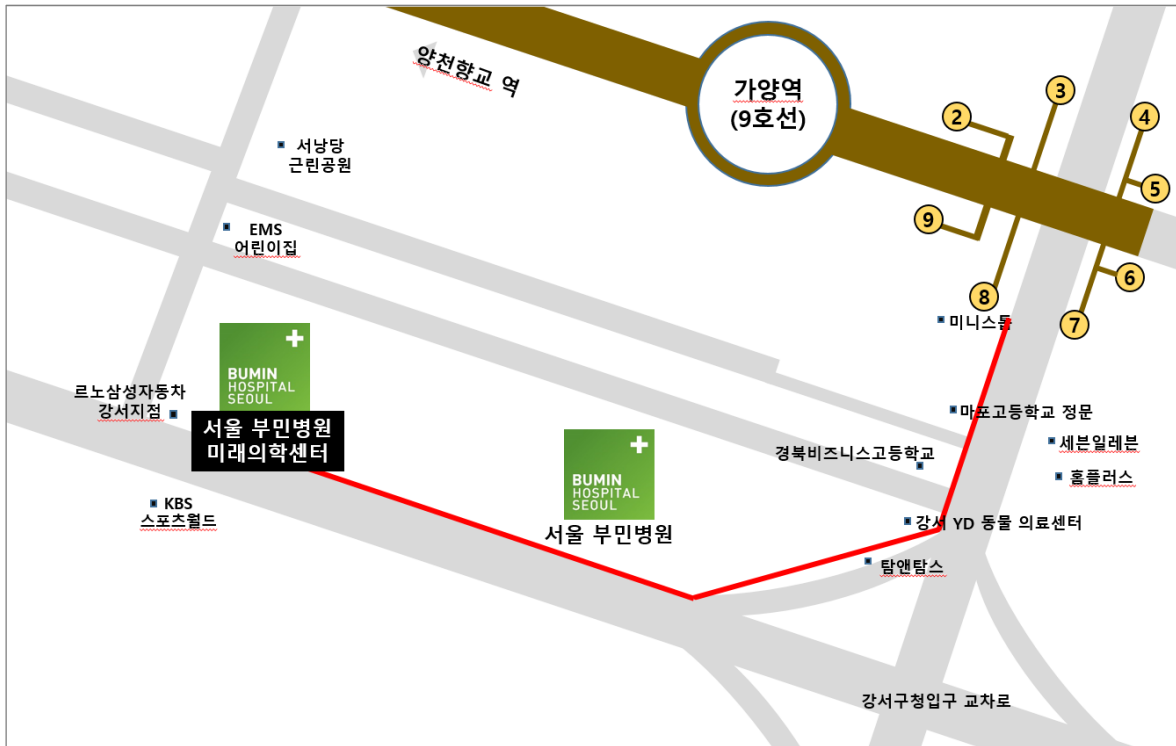 양천향교 역
가양역
(9호선)
2
3
4
5
6
7
8
9
서낭당
근린공원
EMS
어린이집
미니스톱
BUMIN
HOSPITAL
SEOUL
서울 부민병원
미래의학센터
르노삼성자동차
강서지점
KBS
스포츠월드
BUMIN
HOSPITAL
SEOUL
서울 부민병원
마포고등학교 정문
경북비즈니스고등학교
세븐일레븐
홈플러스
강서 YD 동물 의료센터
탐앤탐스
강서구청입구 교차로